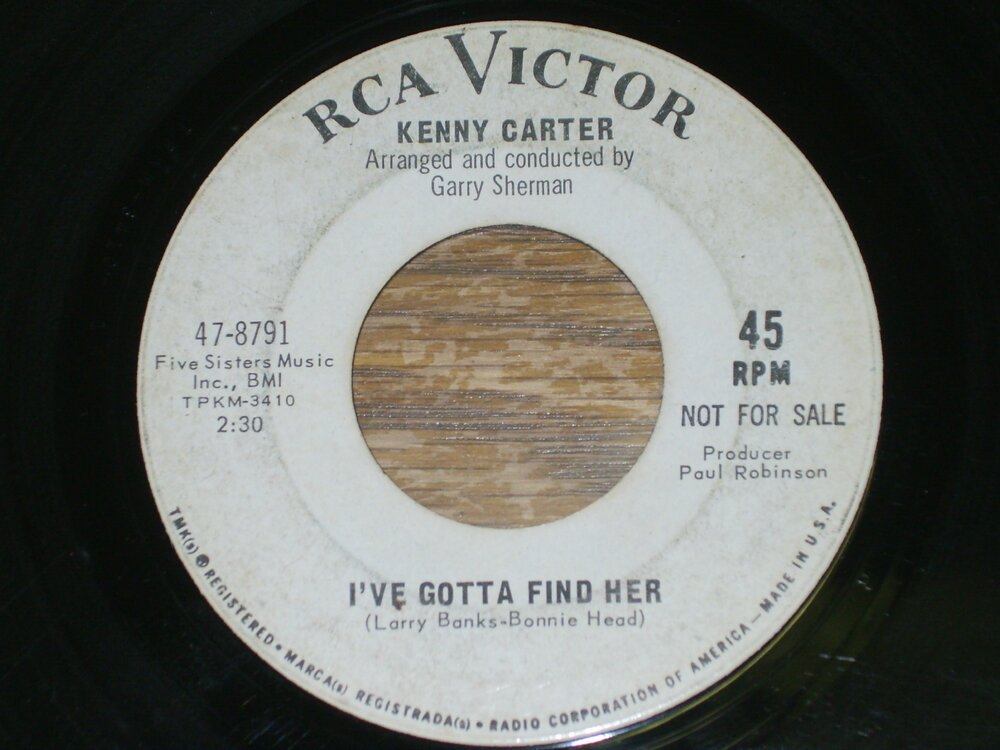 RCA VICTOR
KENNY CARTER
Arranged and conducted by
Garry Sherman
47-8791
Five Sisters Music
Inc., BMI
TPKM-3410
2:30
45
RPM
NOT FOR SALE
Producer
Paul Robinson
I'VE GOTTA FIND HER
(Larry Banks-Bonnie Head)
TMK(s) ® REGISTERED • MARCA(s) REGISTRADA(s) • RADIO CORPORATION OF AMERICA — MADE IN U.S.A.